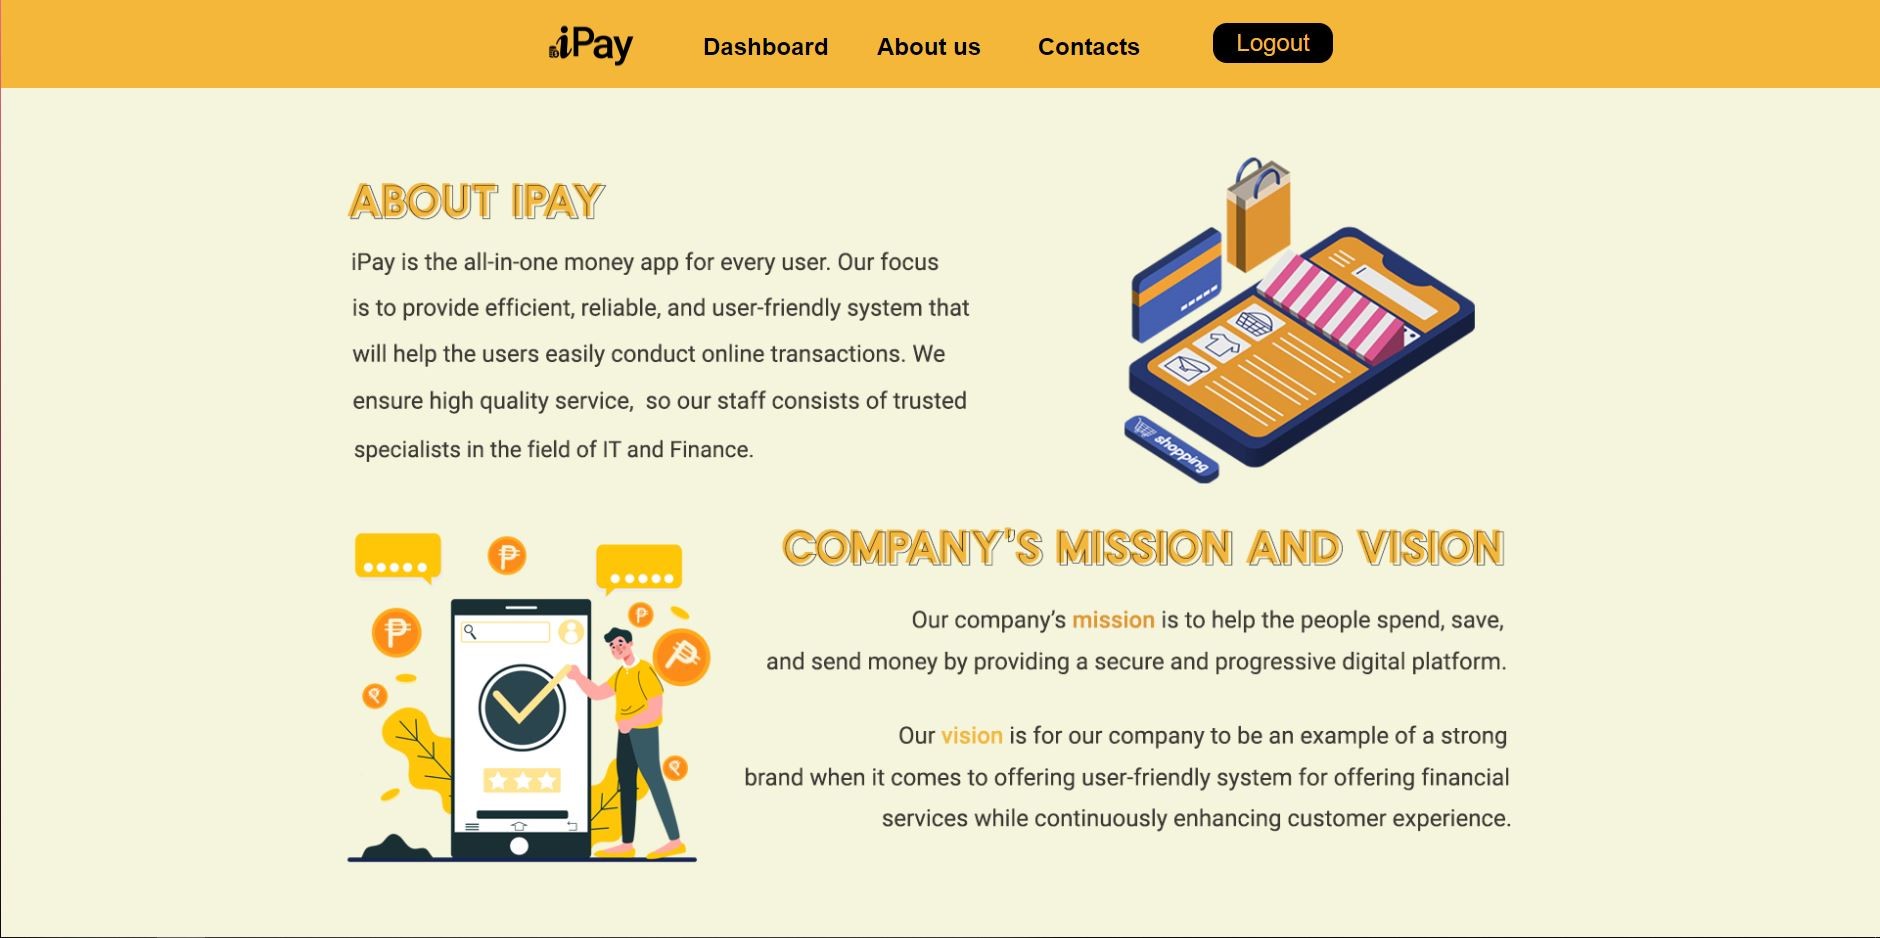 iPay
Dashboard
About us
Contacts
Logout
ABOUT IPAY
iPay is the all-in-one money app for every user. Our focus
is to provide efficient, reliable, and user-friendly system that
will help the users easily conduct online transactions. We
ensure high quality service,  so our staff consists of trusted
specialists in the field of IT and Finance.
shopping
COMPANY'S MISSION AND VISION
Our company’s mission is to help the people spend, save,
and send money by providing a secure and progressive digital platform.
Our vision is for our company to be an example of a strong
brand when it comes to offering user-friendly system for offering financial
services while continuously enhancing customer experience.